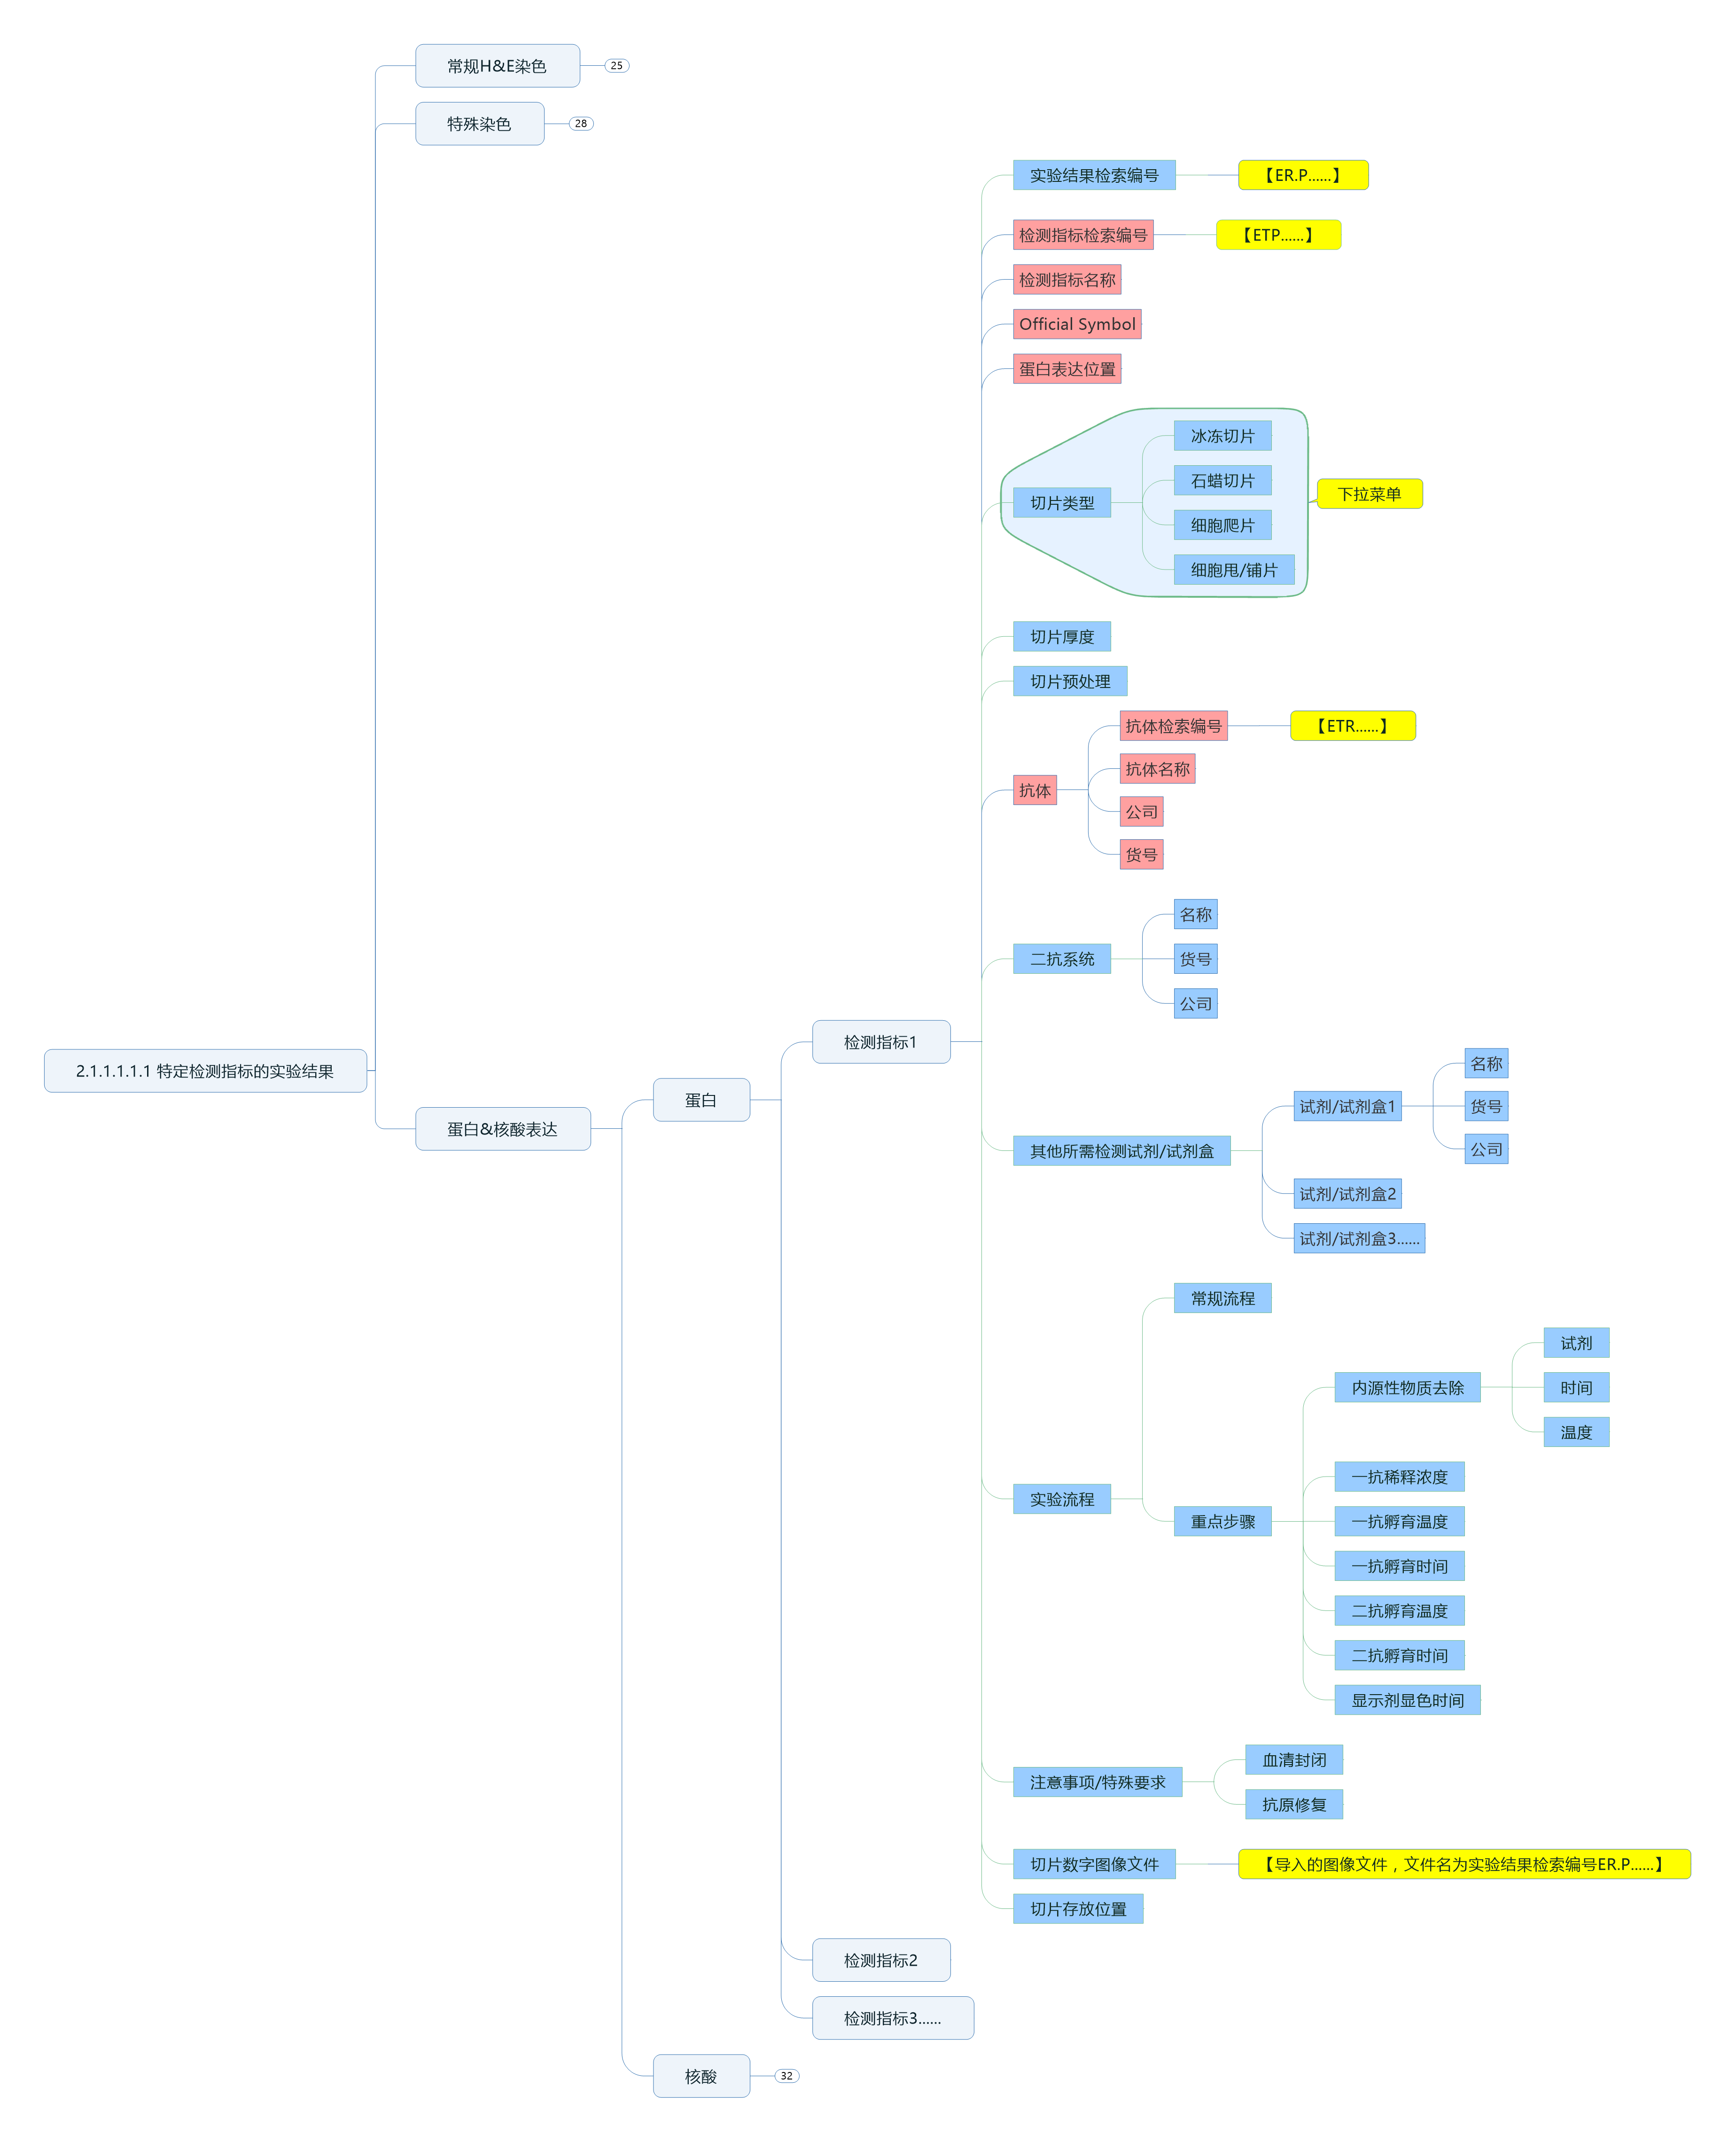 常规H&E染色
25
特殊染色
28
实验结果检索编号
【ER.P......】
检测指标检索编号
【ETP......】
检测指标名称
Official Symbol
蛋白表达位置
冰冻切片
石蜡切片
切片类型
下拉菜单
细胞爬片
细胞甩/铺片
切片厚度
切片预处理
抗体检索编号
【ETR......】
抗体名称
抗体
公司
货号
名称
二抗系统
货号
公司
检测指标1
2.1.1.1.1.1 特定检测指标的实验结果
蛋白
蛋白&核酸表达
名称
试剂/试剂盒1
货号
公司
其他所需检测试剂/试剂盒
试剂/试剂盒2
试剂/试剂盒3......
常规流程
试剂
内源性物质去除
时间
温度
一抗稀释浓度
实验流程
重点步骤
一抗孵育温度
一抗孵育时间
二抗孵育温度
二抗孵育时间
显示剂显色时间
血清封闭
注意事项/特殊要求
抗原修复
切片数字图像文件
【导入的图像文件，文件名为实验结果检索编号ER.P......】
切片存放位置
检测指标2
检测指标3......
核酸
32